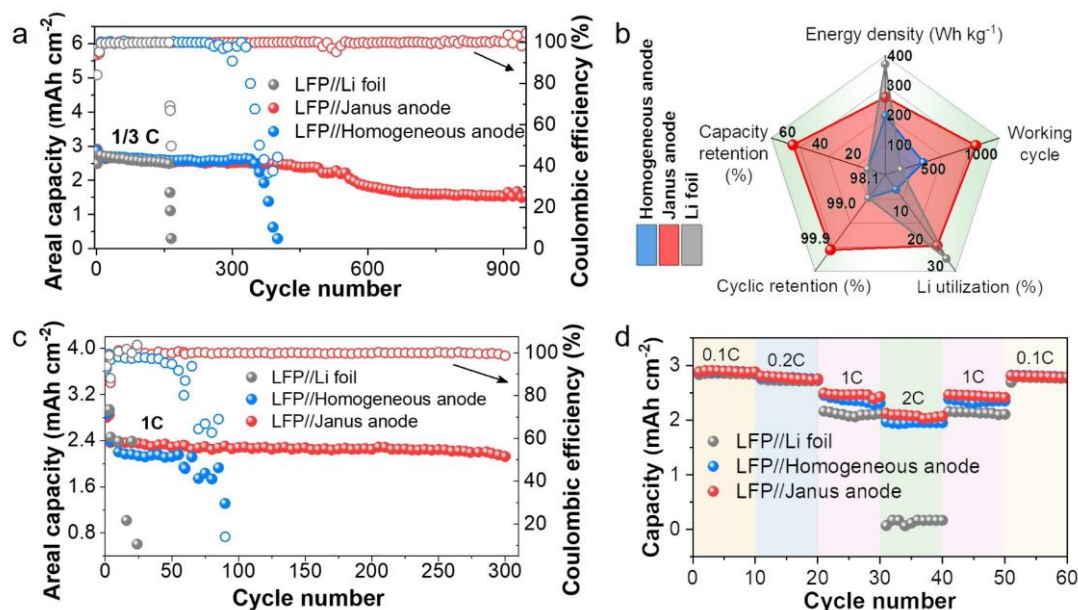 a
Areal capacity (mAh cm⁻²)
6
5
3
2
0
0
300
600
900
Cycle number
100
80
60
40
20
0
Coulombic efficiency (%)
LFP//Li foil
LFP//Janus anode
LFP//Homogeneous anode
1/3 C
b
Energy density (Wh kg⁻¹)
400
300
200
100
Working
cycle
1000
500
Li utilization (%)
10
20
30
Cyclic retention (%)
99.9
99.0
98.1
Capacity
retention
(%)
60
40
20
Homogeneous anode
Janus anode
Li foil
c
Areal capacity (mAh cm⁻²)
4.0
3.2
2.4
1.6
0.8
0
50
100
150
200
250
300
Cycle number
100
80
60
40
20
Coulombic efficiency (%)
LFP//Li foil
LFP//Homogeneous anode
LFP//Janus anode
1C
d
Capacity (mAh cm⁻²)
3
2
1
0
0
10
20
30
40
50
60
Cycle number
0.1C
0.2C
1C
2C
1C
0.1C
LFP//Li foil
LFP//Homogeneous anode
LFP//Janus anode